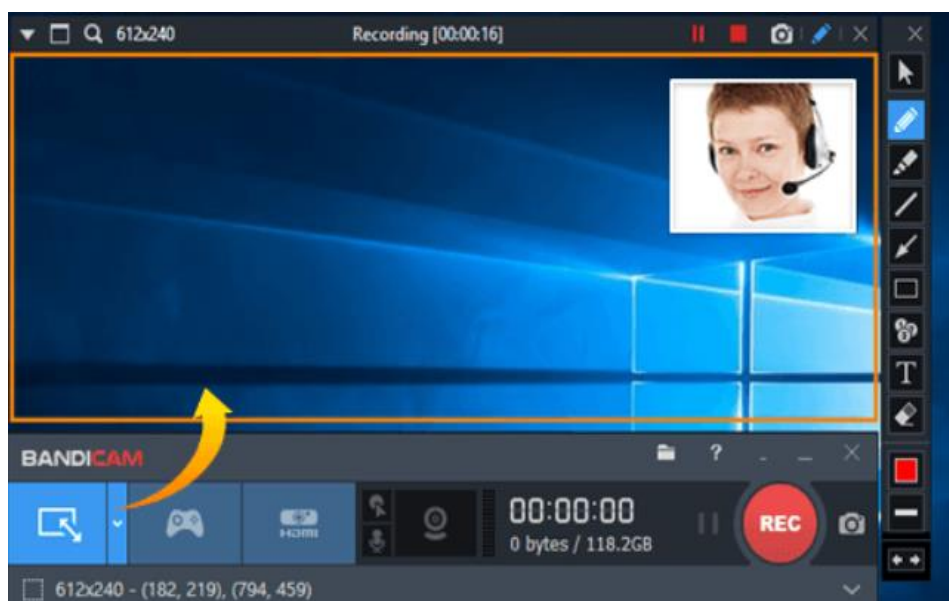 612x240 Recording [00:00:16]
T
BANDICAM ?
HDMI
00:00:00
0 bytes / 118.2GB
REC
612x240 - (182, 219), (794, 459)